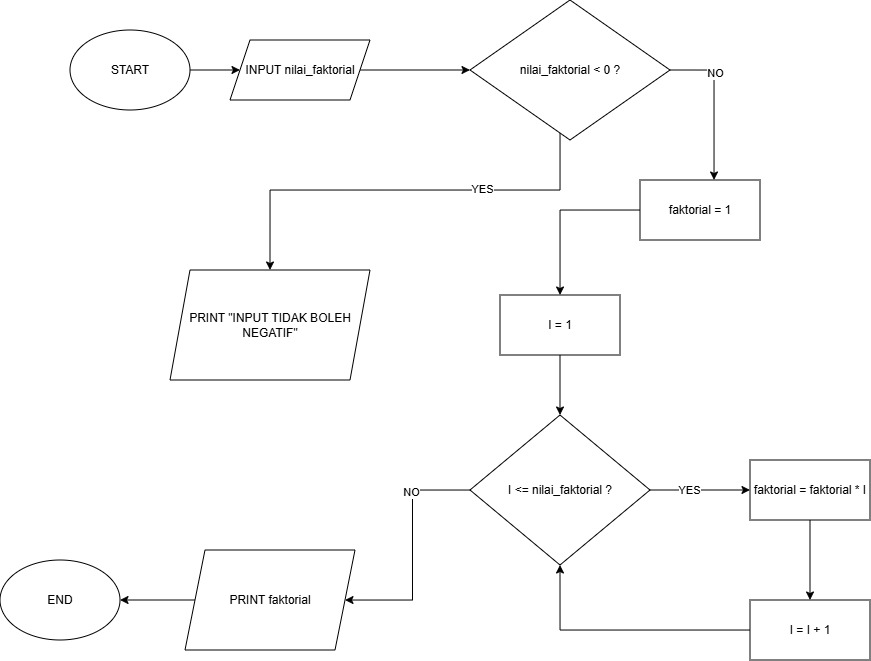 START
INPUT nilai_faktorial
nilai_faktorial < 0 ?
NO
YES
faktorial = 1
PRINT "INPUT TIDAK BOLEH
NEGATIF"
I = 1
I <= nilai_faktorial ?
YES
faktorial = faktorial * I
NO
END
PRINT faktorial
I = I + 1